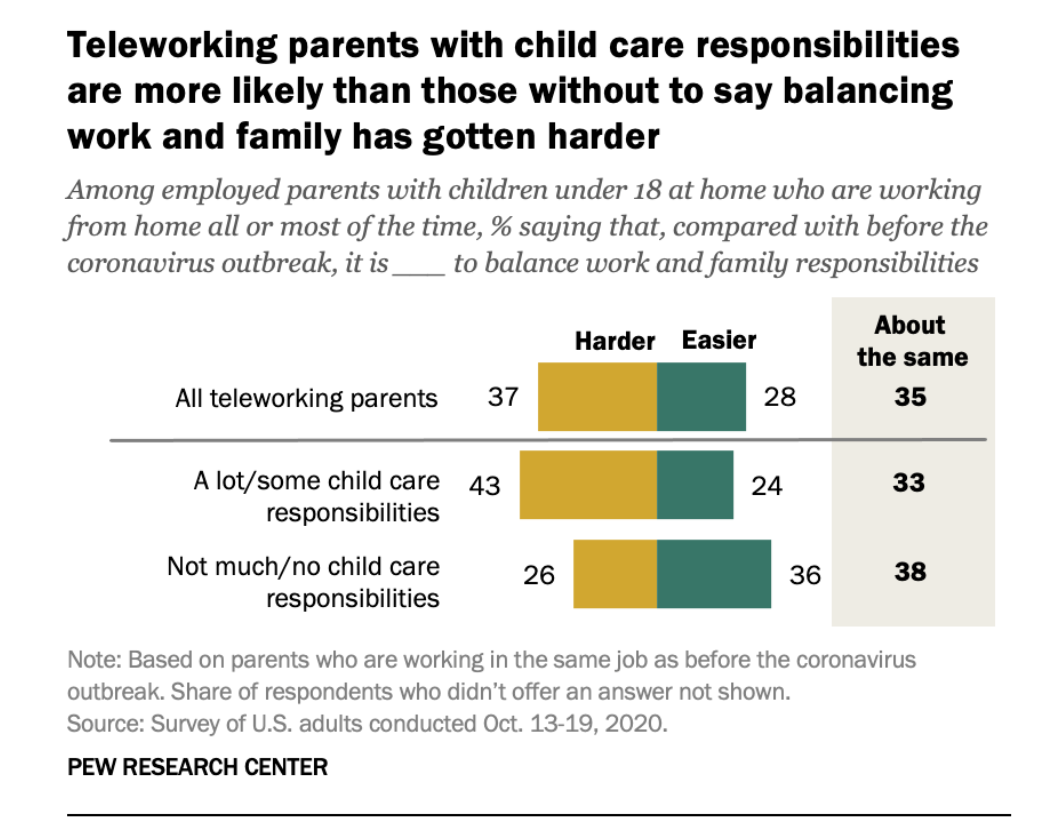 Teleworking parents with child care responsibilities
are more likely than those without to say balancing
work and family has gotten harder
Among employed parents with children under 18 at home who are working
from home all or most of the time, % saying that, compared with before the
coronavirus outbreak, it is ___ to balance work and family responsibilities
Harder Easier About
the same
All teleworking parents 37 28 35
A lot/some child care
responsibilities 43 24 33
Not much/no child care
responsibilities 26 36 38
Note: Based on parents who are working in the same job as before the coronavirus
outbreak. Share of respondents who didn’t offer an answer not shown.
Source: Survey of U.S. adults conducted Oct. 13-19, 2020.
PEW RESEARCH CENTER